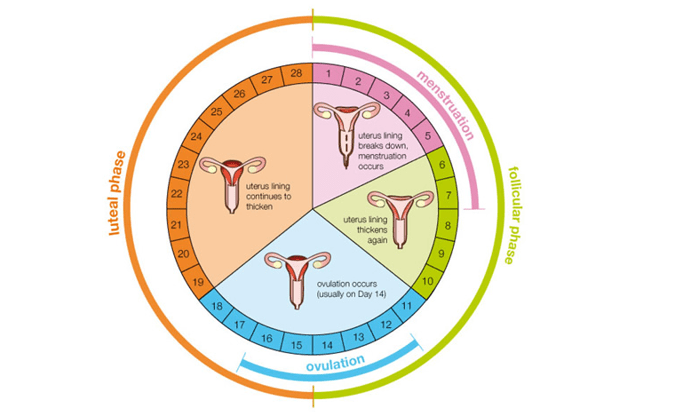 28
1
2
3
4
5
6
7
8
9
10
11
12
13
14
15
16
17
18
19
20
21
22
23
24
25
26
27
menstruation
follicular phase
luteal phase
ovulation
uterus lining
breaks down,
menstruation
occurs
uterus lining
thickens
again
ovulation occurs
(usually on Day 14)
uterus lining
continues to
thicken